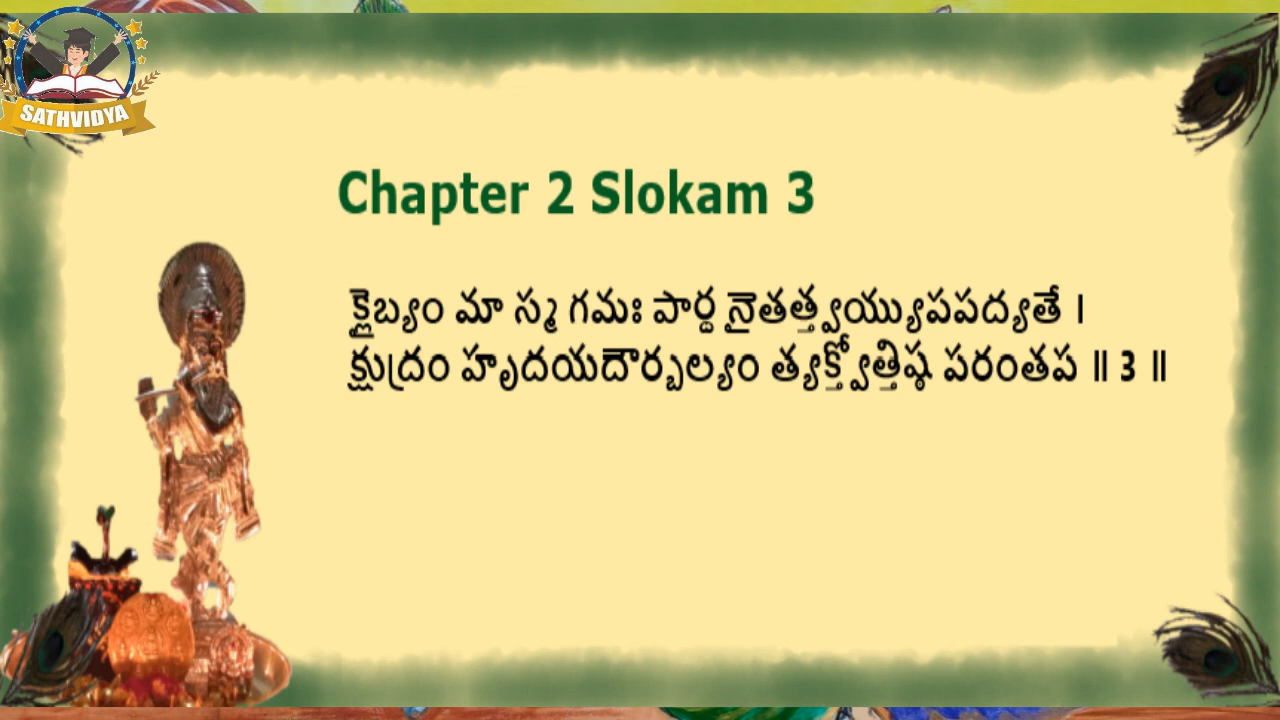 SATHVIDYA
Chapter 2 Slokam 3
క్లైబ్యం మా స్మ గమః పార్థ నైతత్త్వయ్యుపపద్యతే ।
క్షుద్రం హృదయదౌర్బల్యం త్యక్త్వోత్తిష్ఠ పరంతప ॥ 3 ॥